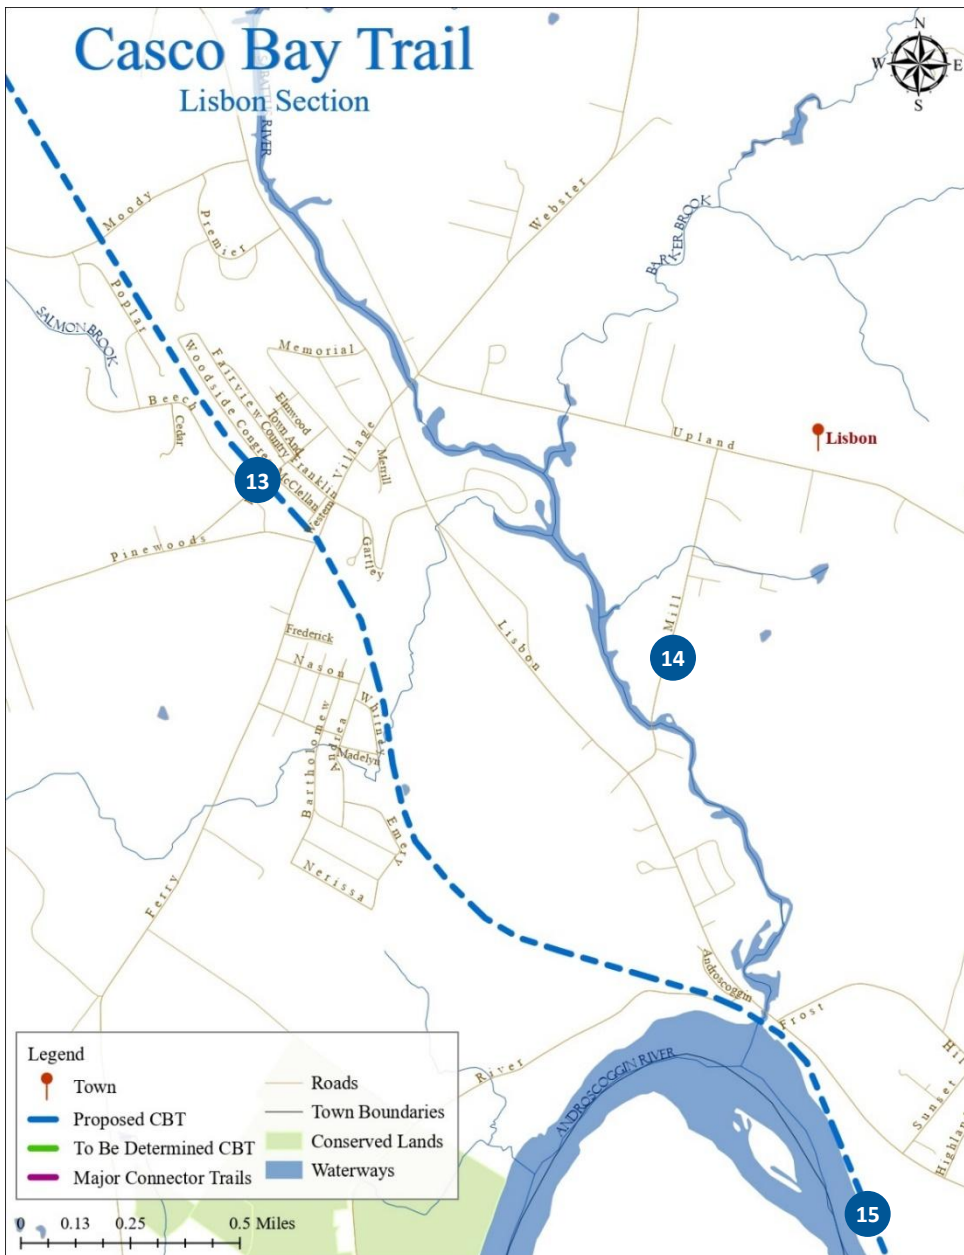 Casco Bay Trail
Lisbon Section
N
W E
S
RIVER
Webster
Moody
Premier
BARKER BROOK
Poplar
SALMON BROOK
Memorial
Woodside
Fairview
Elmwood
Town And
Country
Beech
Cedar
Village
Merrill
Upland
Lisbon
Franklin
McClellan
Western
13
Pinewoods
Gartley
Frederick
Nason
Lisbon
Mill
14
Whitney
Bartholomew
Andrea
Madelyn
Emery
Nerissa
Ferry
Androscoggin
Frost
River
ANDROSCOGGIN RIVER
Sunset
Highland
Legend
Town
Proposed CBT
To Be Determined CBT
Major Connector Trails
Roads
Town Boundaries
Conserved Lands
Waterways
0 0.13 0.25 0.5 Miles
15